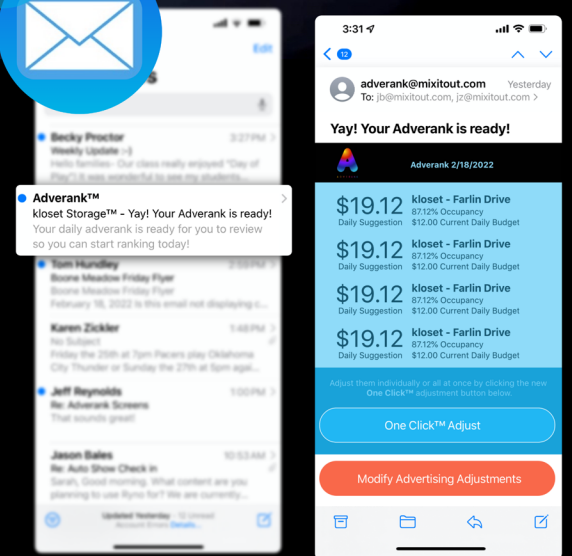 Edit
Becky Proctor
3:27 PM
Weekly Update :-)
Hello families- Our class really enjoyed "Day of
Play"! It was wonderful to see my students...
Adverank™
kloset Storage™ - Yay! Your Adverank is ready!
Your daily adverank is ready for you to review
so you can start ranking today!
Tom Hundley
2:58 PM
Boone Meadow Friday Flyer
Boone Meadow Friday Flyer
February 18, 2022 Is this email not displaying c...
Karen Zickler
1:48 PM
No Subject
Friday the 25th at 7pm Pacers play Oklahoma
City Thunder or Sunday the 27th at 5pm agai...
Jeff Reynolds
1:00 PM
Re: Adverank Screens
That sounds great!
Jason Bales
10:53 AM
Re: Auto Show Check in
Sarah, Good morning. What content are you
planning to use Ryno for? We are currently...
Updated Yesterday - 12 Unread
Account Errors Details...
3:31
12
adverank@mixitout.com
Yesterday
To: jb@mixitout.com, jz@mixitout.com >
Yay! Your Adverank is ready!
Adverank 2/18/2022
$19.12 kloset - Farlin Drive
87.12% Occupancy
Daily Suggestion $12.00 Current Daily Budget
$19.12 kloset - Farlin Drive
87.12% Occupancy
Daily Suggestion $12.00 Current Daily Budget
$19.12 kloset - Farlin Drive
87.12% Occupancy
Daily Suggestion $12.00 Current Daily Budget
$19.12 kloset - Farlin Drive
87.12% Occupancy
Daily Suggestion $12.00 Current Daily Budget
Adjust them individually or all at once by clicking the new
One Click™ adjustment button below.
One Click™ Adjust
Modify Advertising Adjustments